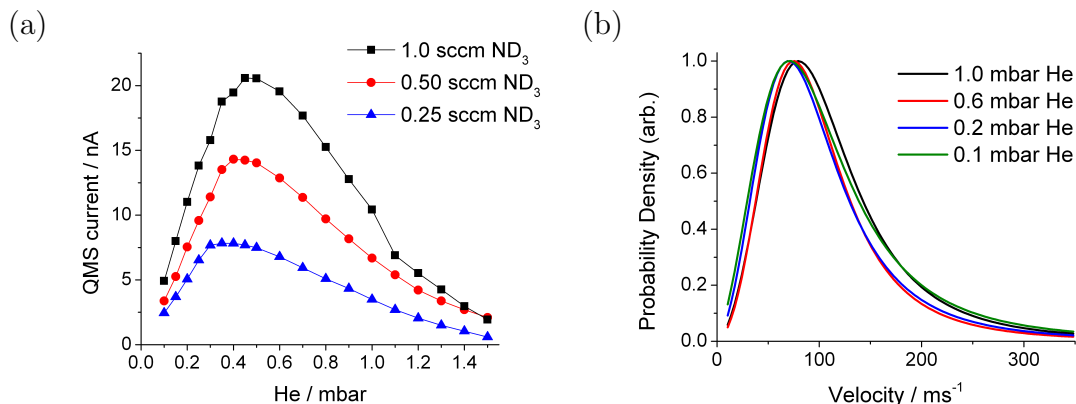 (a)
1.0 sccm ND₃
0.50 sccm ND₃
0.25 sccm ND₃
QMS current / nA
20
15
10
5
0
0.0 0.2 0.4 0.6 0.8 1.0 1.2 1.4
He / mbar
(b)
1.0 mbar He
0.6 mbar He
0.2 mbar He
0.1 mbar He
Probability Density (arb.)
1.0
0.8
0.6
0.4
0.2
0.0
0 100 200 300
Velocity / ms⁻¹